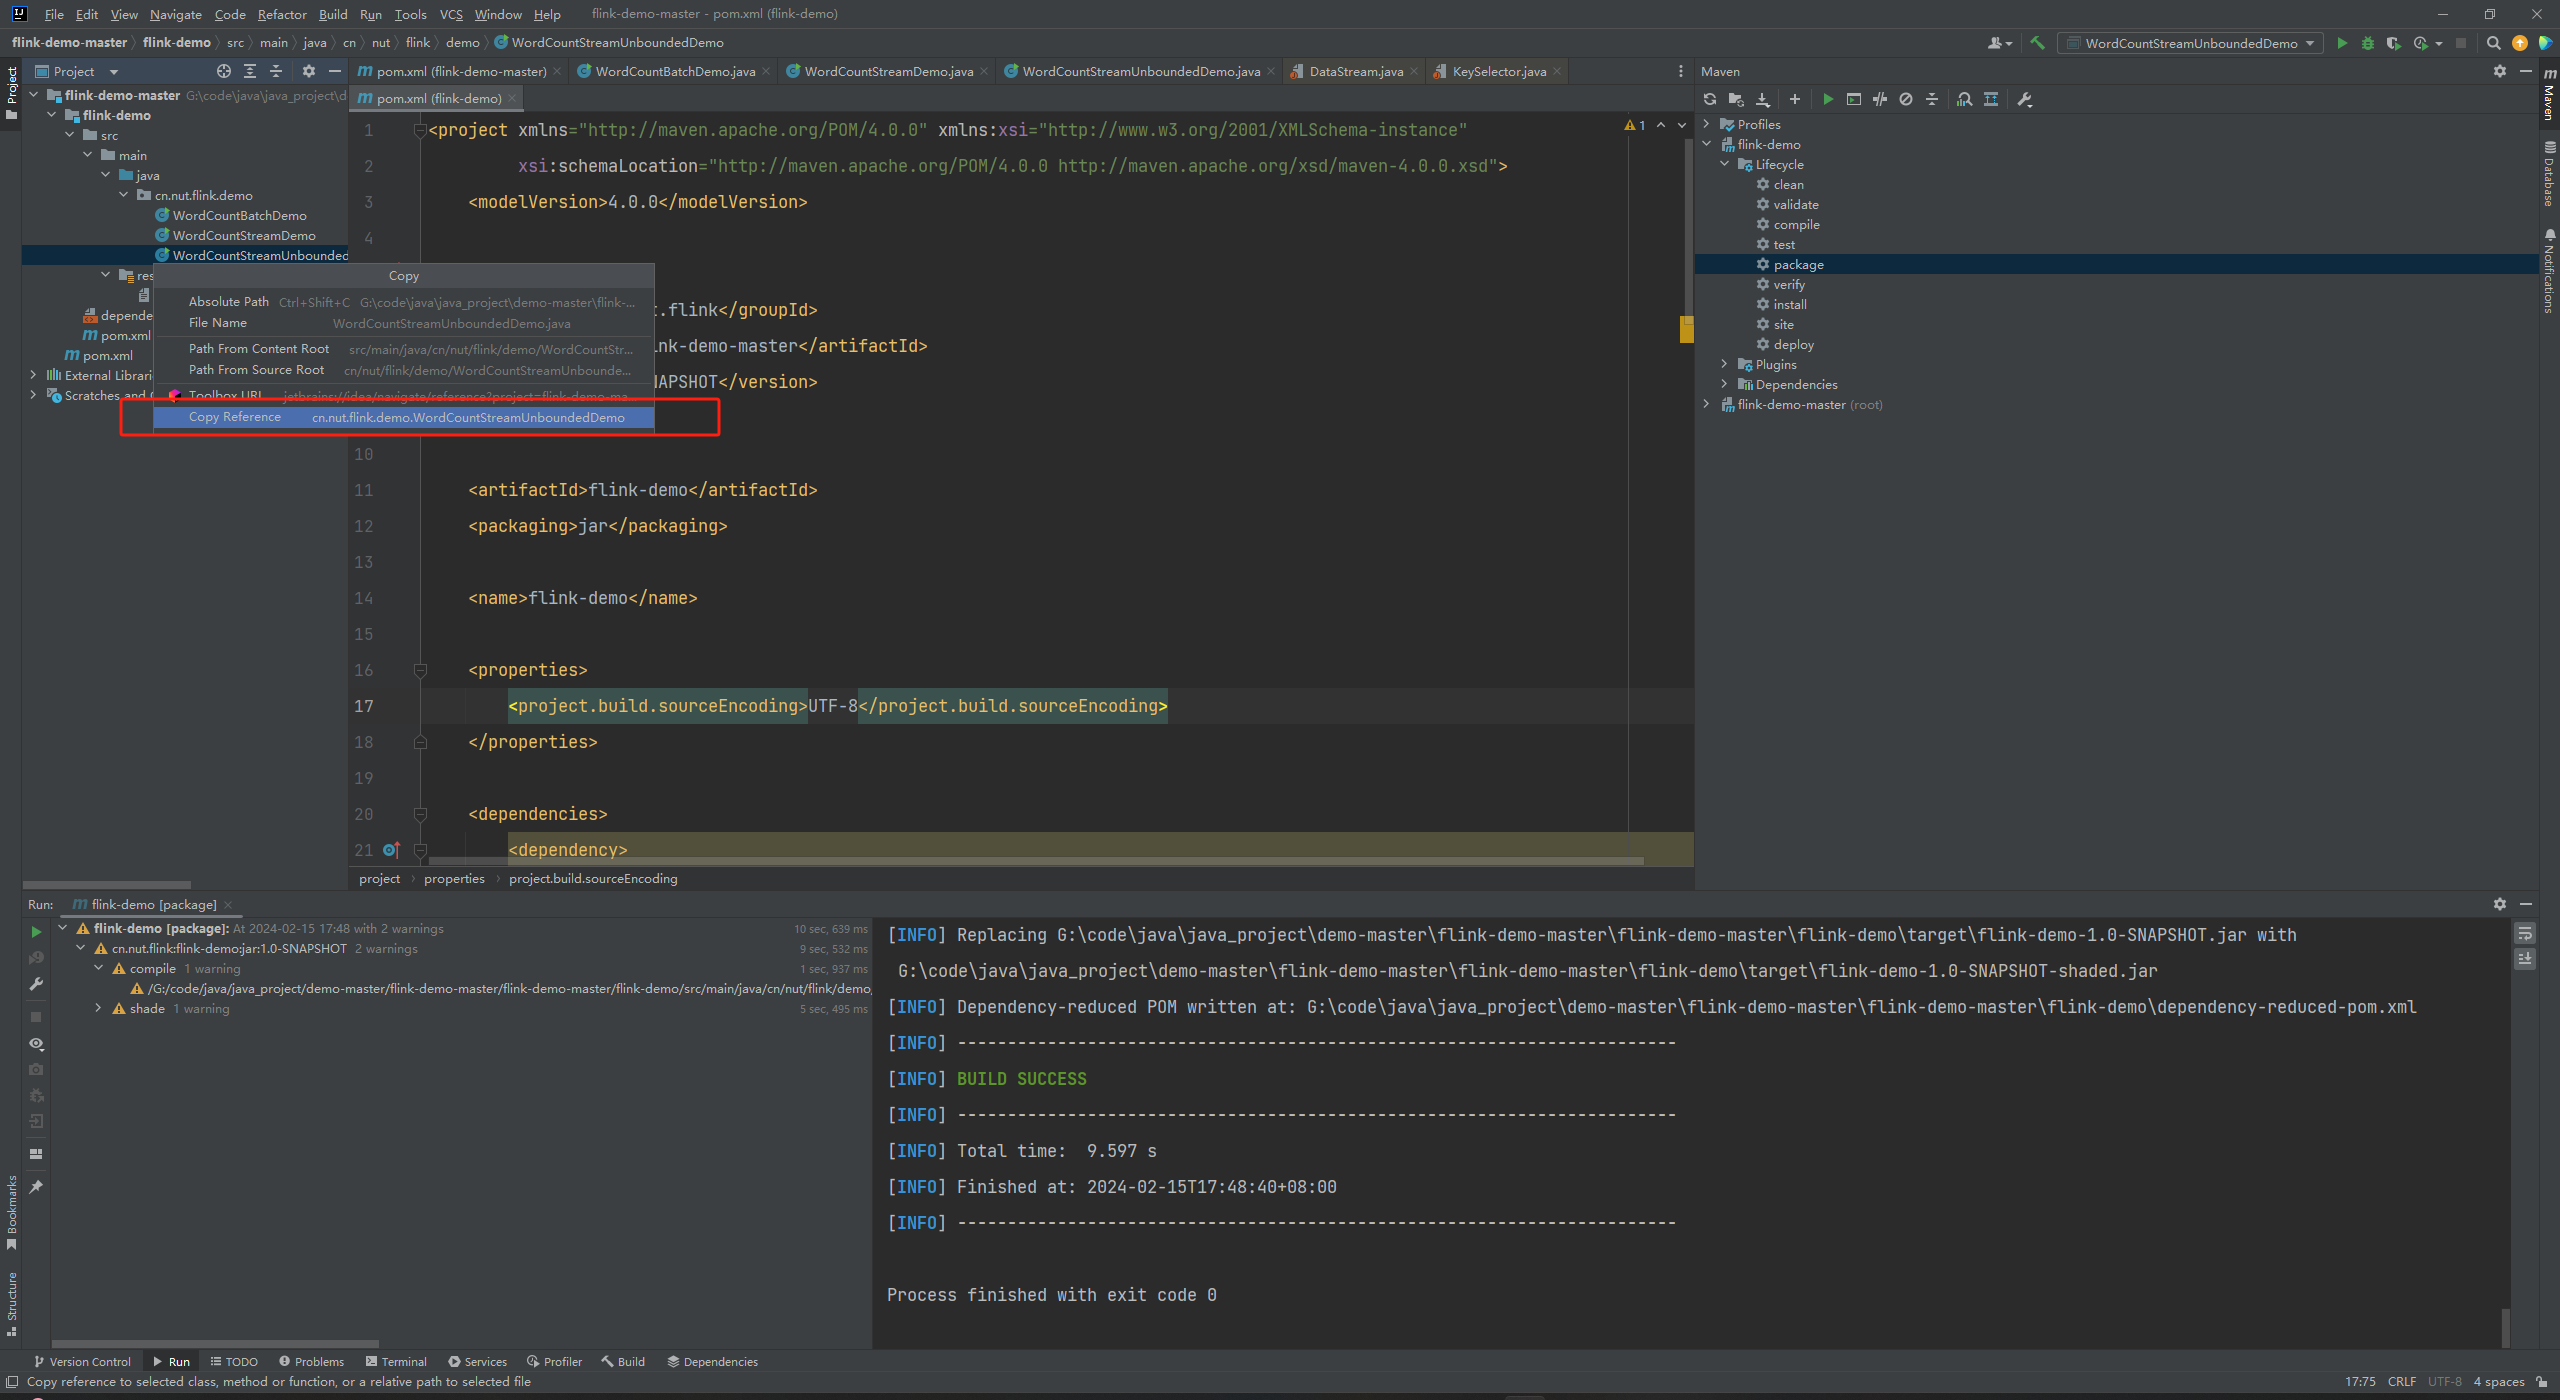 File Edit View Navigate Code Refactor Build Run Tools VCS Window Help flink-demo-master - pom.xml (flink-demo)
flink-demo-master flink-demo src main java cn nut flink demo WordCountStreamUnboundedDemo
WordCountStreamUnboundedDemo
Project
pom.xml (flink-demo-master) WordCountBatchDemo.java WordCountStreamDemo.java WordCountStreamUnboundedDemo.java DataStream.java KeySelector.java
pom.xml (flink-demo)
Project
flink-demo-master G:\code\java\java_project\d
flink-demo
src
main
java
cn.nut.flink.demo
WordCountBatchDemo
WordCountStreamDemo
WordCountStreamUnbounded
res
depende
pom.xml
pom.xml
External Librari
Scratches and
Copy
Absolute Path Ctrl+Shift+C G:\code\java\java_project\demo-master\flink-...
File Name WordCountStreamUnboundedDemo.java
Path From Content Root src/main/java/cn/nut/flink/demo/WordCountStr...
Path From Source Root cn/nut/flink/demo/WordCountStreamUnbounde...
Toolbox URL jetbrains://idea/navigate/reference?project=flink-demo-ma...
Copy Reference cn.nut.flink.demo.WordCountStreamUnboundedDemo
1 <project xmlns="http://maven.apache.org/POM/4.0.0" xmlns:xsi="http://www.w3.org/2001/XMLSchema-instance"
2 xsi:schemaLocation="http://maven.apache.org/POM/4.0.0 http://maven.apache.org/xsd/maven-4.0.0.xsd">
3 <modelVersion>4.0.0</modelVersion>
4
.flink</groupId>
nk-demo-master</artifactId>
APSHOT</version>
10
11 <artifactId>flink-demo</artifactId>
12 <packaging>jar</packaging>
13
14 <name>flink-demo</name>
15
16 <properties>
17 <project.build.sourceEncoding>UTF-8</project.build.sourceEncoding>
18 </properties>
19
20 <dependencies>
21 <dependency>
1
project properties project.build.sourceEncoding
Maven
Profiles
flink-demo
Lifecycle
clean
validate
compile
test
package
verify
install
site
deploy
Plugins
Dependencies
flink-demo-master (root)
Maven
Database
Notifications
Run: flink-demo [package]
flink-demo [package]: At 2024-02-15 17:48 with 2 warnings 10 sec, 639 ms
cn.nut.flink:flink-demo:jar:1.0-SNAPSHOT 2 warnings 9 sec, 532 ms
compile 1 warning 1 sec, 937 ms
/G:/code/java/java_project/demo-master/flink-demo-master/flink-demo-master/flink-demo/src/main/java/cn/nut/flink/demo,
shade 1 warning 5 sec, 495 ms
[INFO] Replacing G:\code\java\java_project\demo-master\flink-demo-master\flink-demo-master\flink-demo\target\flink-demo-1.0-SNAPSHOT.jar with
G:\code\java\java_project\demo-master\flink-demo-master\flink-demo-master\flink-demo\target\flink-demo-1.0-SNAPSHOT-shaded.jar
[INFO] Dependency-reduced POM written at: G:\code\java\java_project\demo-master\flink-demo-master\flink-demo-master\flink-demo\dependency-reduced-pom.xml
[INFO] ------------------------------------------------------------------------
[INFO] BUILD SUCCESS
[INFO] ------------------------------------------------------------------------
[INFO] Total time:  9.597 s
[INFO] Finished at: 2024-02-15T17:48:40+08:00
[INFO] ------------------------------------------------------------------------
Process finished with exit code 0
Bookmarks
Structure
Version Control Run TODO Problems Terminal Services Profiler Build Dependencies
Copy reference to selected class, method or function, or a relative path to selected file
17:75 CRLF UTF-8 4 spaces